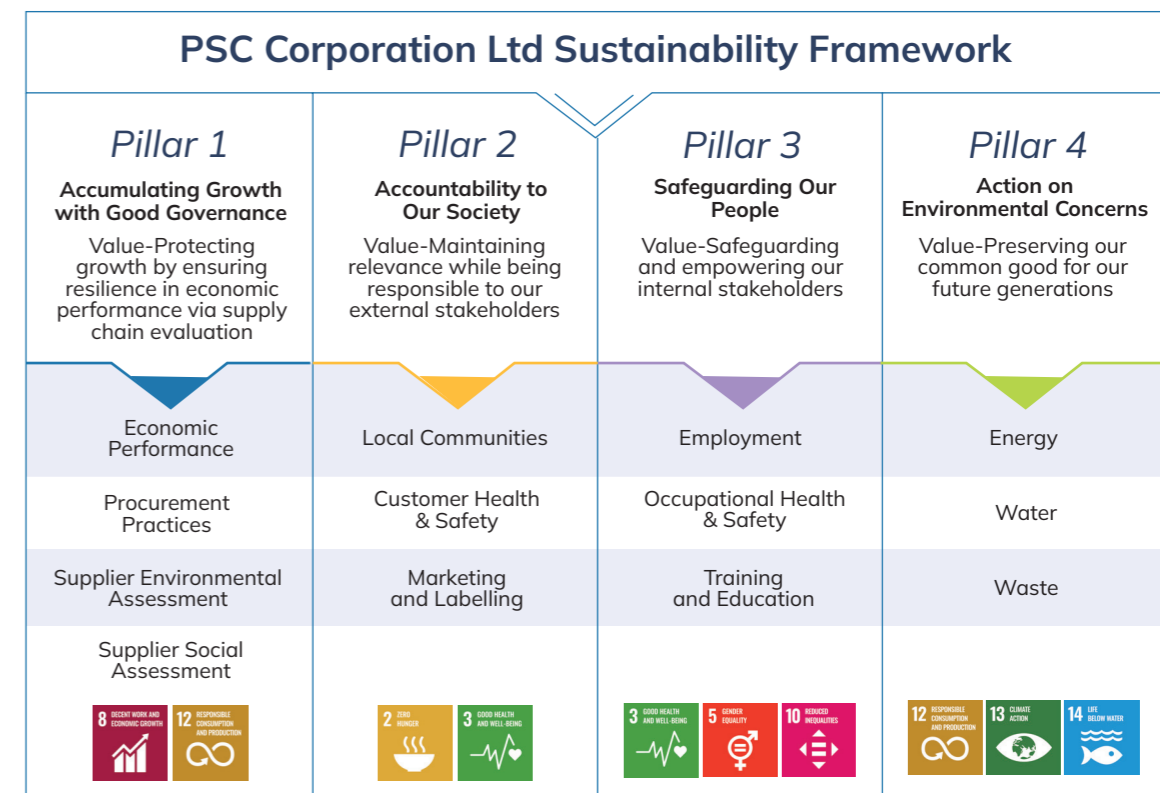 PSC Corporation Ltd Sustainability Framework
Pillar 1
Accumulating Growth
with Good Governance
Value-Protecting
growth by ensuring
resilience in economic
performance via supply
chain evaluation
Economic
Performance
Procurement
Practices
Supplier Environmental
Assessment
Supplier Social
Assessment
8 DECENT WORK AND
ECONOMIC GROWTH
12 RESPONSIBLE
CONSUMPTION
AND PRODUCTION
Pillar 2
Accountability to
Our Society
Value-Maintaining
relevance while being
responsible to our
external stakeholders
Local Communities
Customer Health
& Safety
Marketing
and Labelling
2 ZERO
HUNGER
3 GOOD HEALTH
AND WELL-BEING
Pillar 3
Safeguarding Our
People
Value-Safeguarding
and empowering our
internal stakeholders
Employment
Occupational Health
& Safety
Training
and Education
3 GOOD HEALTH
AND WELL-BEING
5 GENDER
EQUALITY
10 REDUCED
INEQUALITIES
Pillar 4
Action on
Environmental Concerns
Value-Preserving our
common good for our
future generations
Energy
Water
Waste
12 RESPONSIBLE
CONSUMPTION
AND PRODUCTION
13 CLIMATE
ACTION
14 LIFE
BELOW WATER